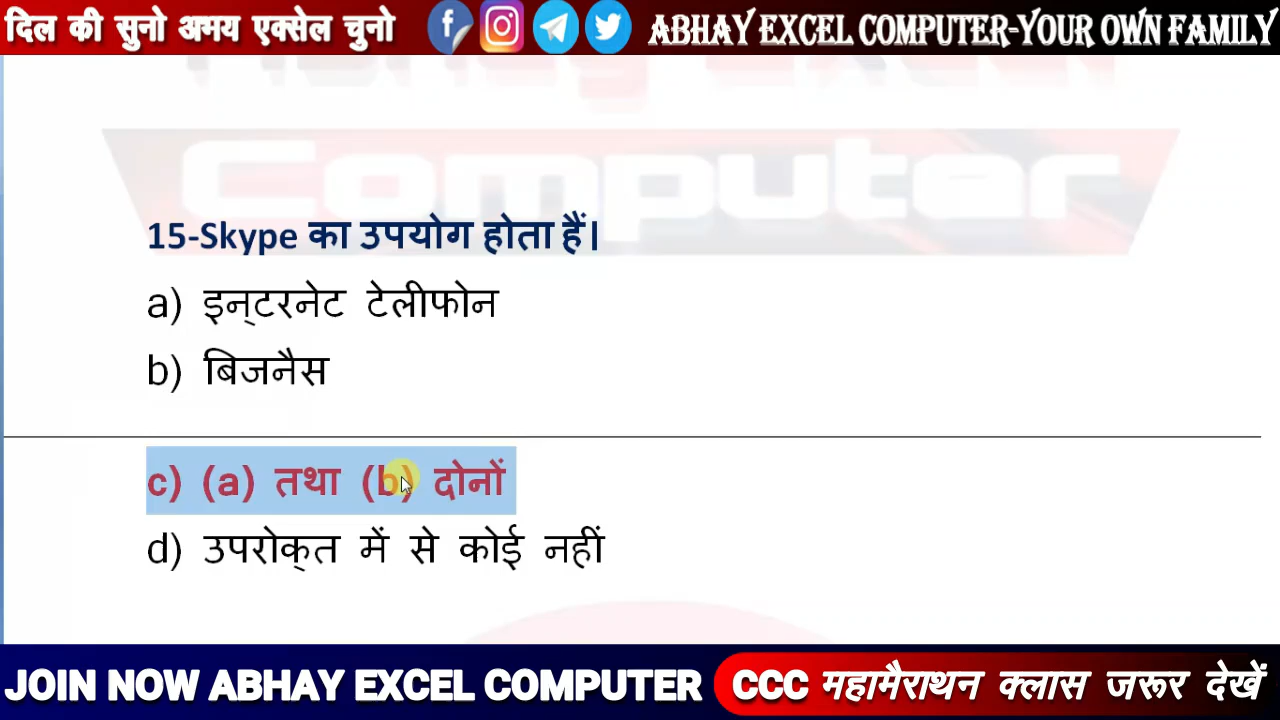 दिल की सुनो अभय एक्सेल चुनो ABHAY EXCEL COMPUTER-YOUR OWN FAMILY
Computer
15-Skype का उपयोग होता हैं।
a) इन्टरनेट टेलीफोन
b) बिजनैस
c) (a) तथा (b) दोनों
d) उपरोक्त में से कोई नहीं
JOIN NOW ABHAY EXCEL COMPUTER CCC महामैराथन क्लास जरूर देखें